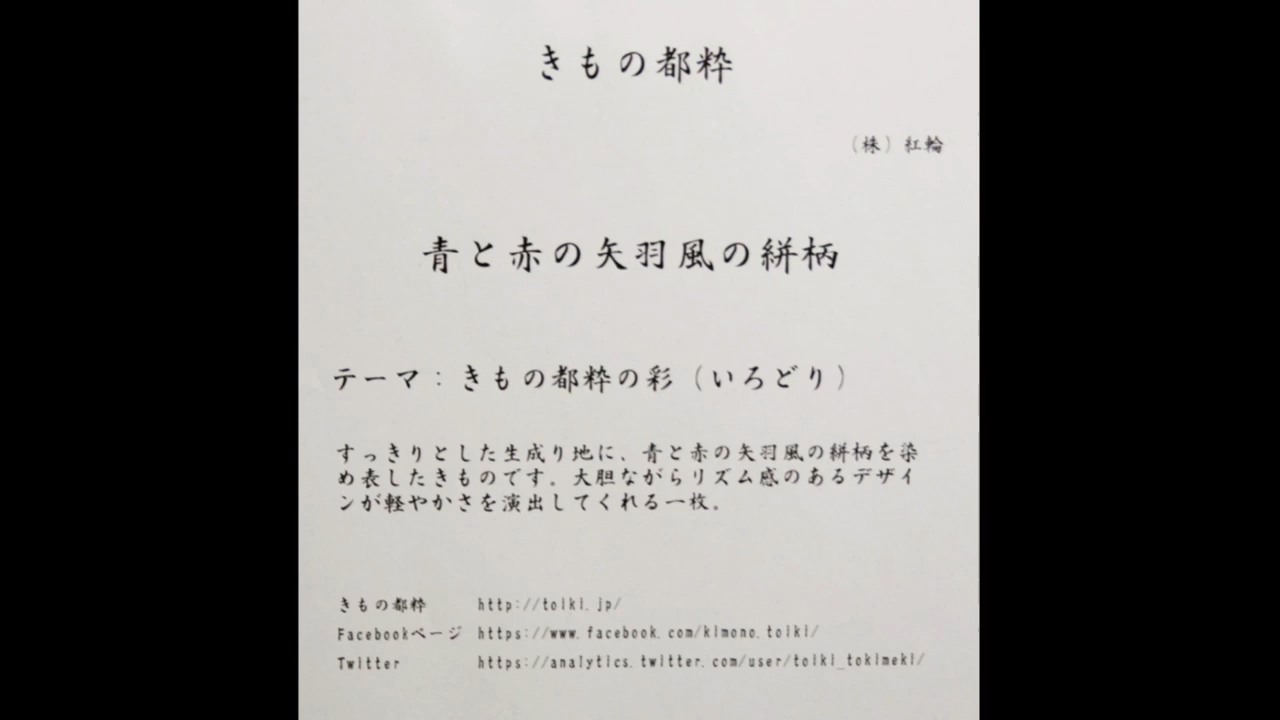 きもの都粋
（株）紅輪
青と赤の矢羽風の絣柄
テーマ：きもの都粋の彩（いろどり）
すっきりとした生成り地に、青と赤の矢羽風の絣柄を染
め表したきものです。大胆ながらリズム感のあるデザイ
ンが軽やかさを演出してくれる一枚。
きもの都粋 http://toiki.jp/
Facebookページ https://www.facebook.com/kimono.toiki/
Twitter https://analytics.twitter.com/user/toiki_tokimeki/